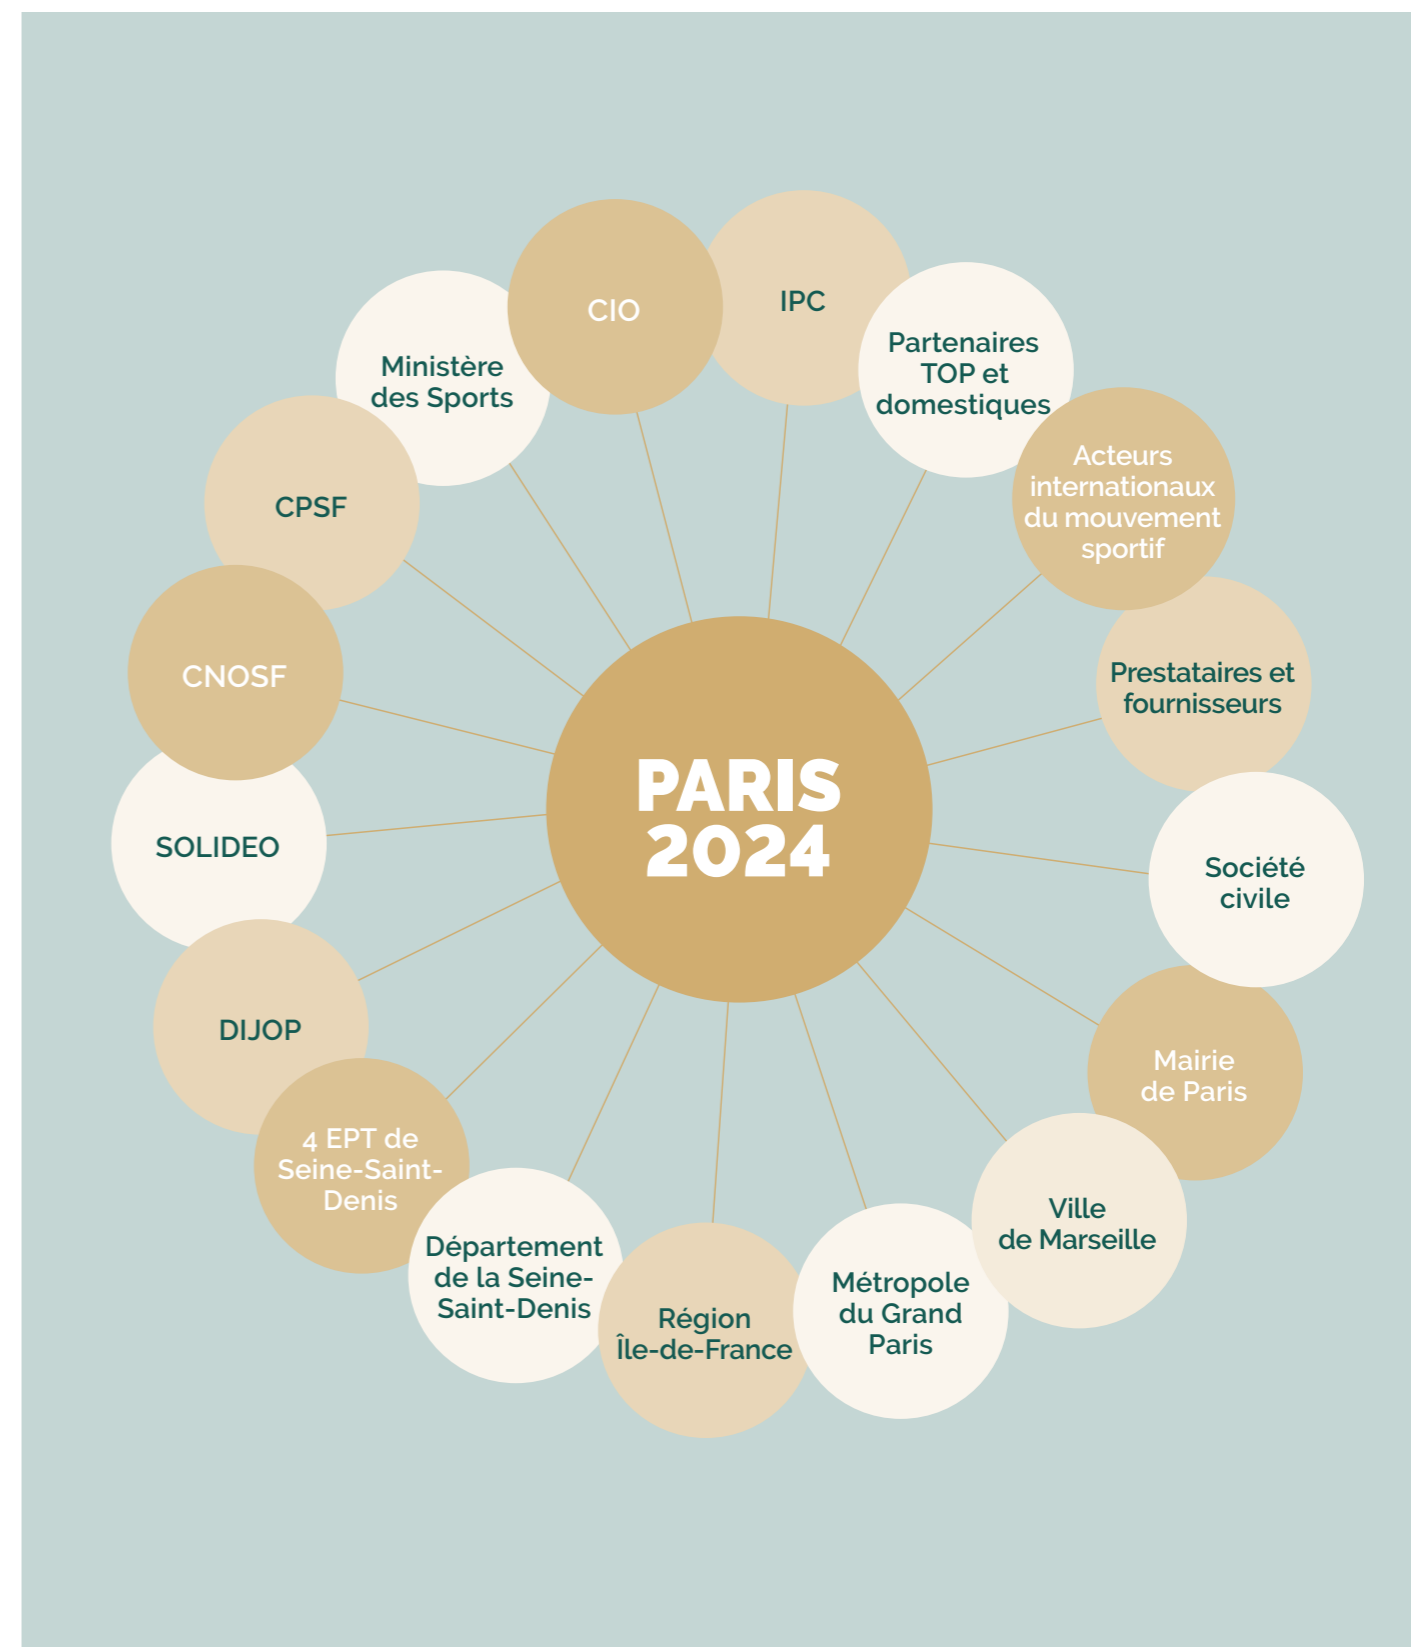 CIO
IPC
Partenaires
TOP et
domestiques
Acteurs
internationaux
du mouvement
sportif
Prestataires et
fournisseurs
Société
civile
Mairie
de Paris
Ville
de Marseille
Métropole
du Grand
Paris
Région
Île-de-France
Département
de la Seine-
Saint-Denis
4 EPT de
Seine-Saint-
Denis
DIJOP
SOLIDEO
CNOSF
CPSF
Ministère
des Sports
PARIS
2024